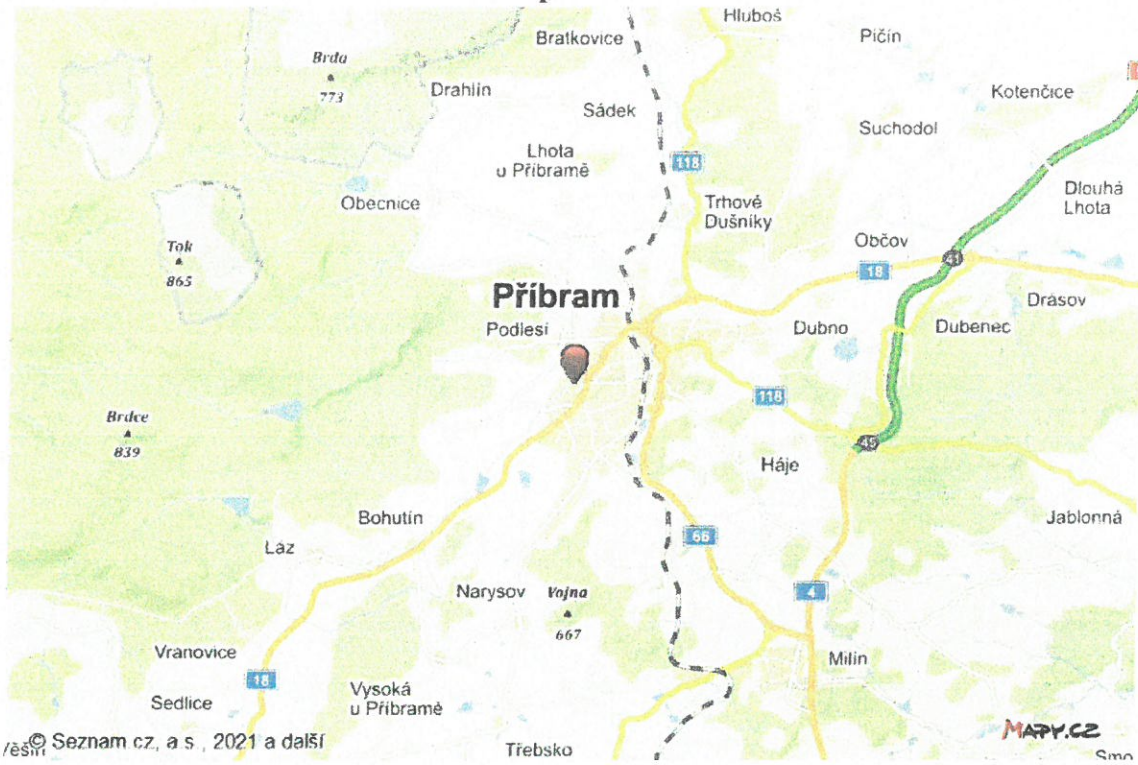 Hluboš
Bratkovice
Pičín
Brda
773
Drahlín
Kotenčice
Sádek
Suchodol
Lhota
u Příbramě
118
Dlouhá
Lhota
Obecnice
Trhové
Dušníky
Tok
865
Občov
41
18
Příbram
Drásov
Podlesí
Dubno
Dubenec
118
Brdce
839
45
Háje
Bohutín
Jablonná
Láz
66
Narysov
Vojna
667
4
Vranovice
Milín
18
Sedlice
Vysoká
u Příbramě
© Seznam.cz, a.s., 2021 a další
Třebsko
MAPY.CZ
Smo